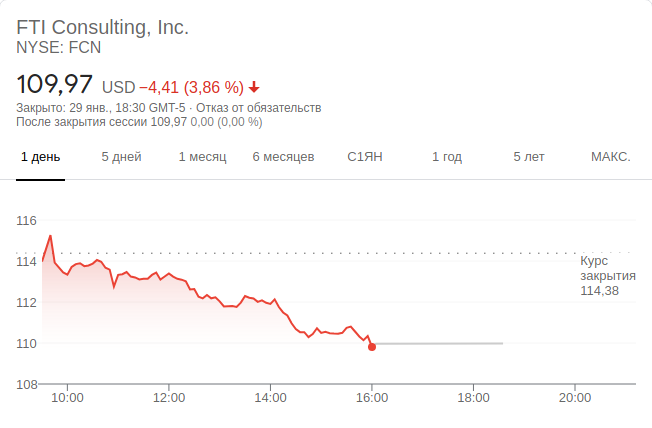 FTI Consulting, Inc.
NYSE: FCN
109,97 USD −4,41 (3,86 %)
Закрыто: 29 янв., 18:30 GMT-5 · Отказ от обязательств
После закрытия сессии 109,97 0,00 (0,00 %)
1 день 5 дней 1 месяц 6 месяцев С1ЯН 1 год 5 лет МАКС.
116
114
112
110
108
Курс
закрытия
114,38
10:00 12:00 14:00 16:00 18:00 20:00